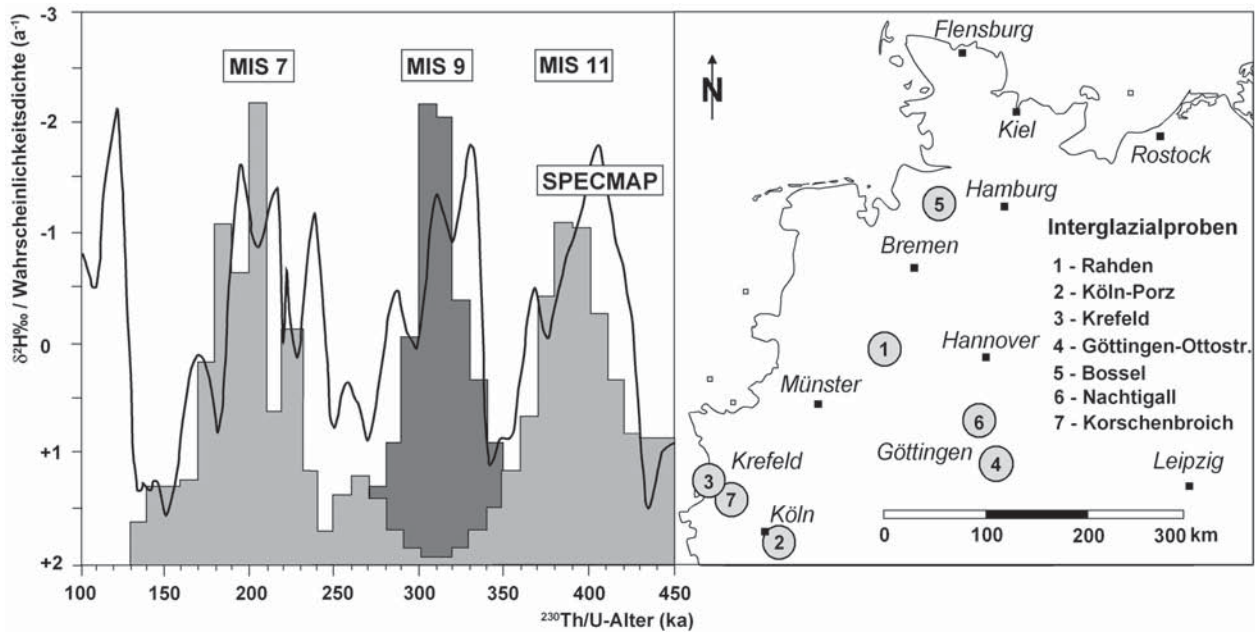 -3
-2
-1
0
+1
+2
δ²H‰ / Wahrscheinlichkeitsdichte (a⁻¹)
MIS 7
MIS 9
MIS 11
SPECMAP
100
150
200
250
300
350
400
450
²³⁰Th/U-Alter (ka)
N
Flensburg
Kiel
Rostock
Hamburg
5
Bremen
Interglazialproben
1 - Rahden
2 - Köln-Porz
3 - Krefeld
4 - Göttingen-Ottostr.
5 - Bossel
6 - Nachtigall
7 - Korschenbroich
1
Hannover
Münster
6
Göttingen
4
Leipzig
Krefeld
3
7
Köln
2
0
100
200
300 km